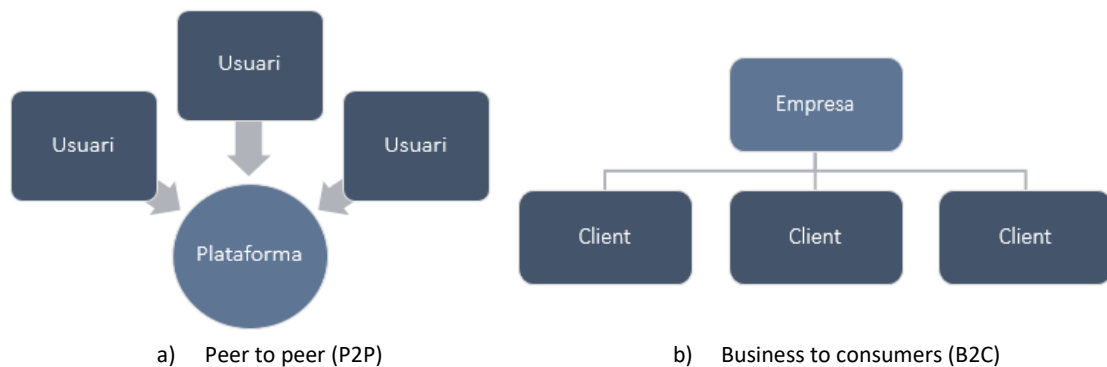 Usuari
Usuari
Usuari
Plataforma
a) Peer to peer (P2P)
Empresa
Client
Client
Client
b) Business to consumers (B2C)